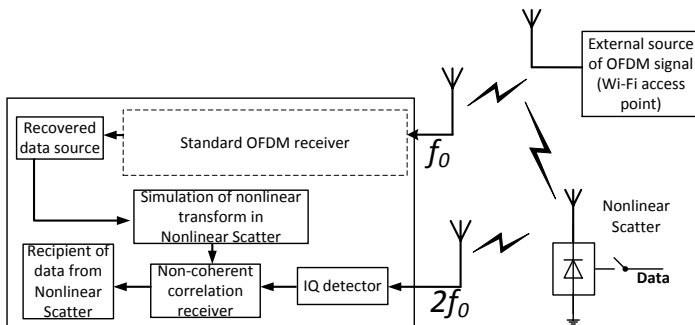 External source
of OFDM signal
(Wi-Fi access
point)
Recovered
data source
Standard OFDM receiver
f0
Simulation of nonlinear
transform in
Nonlinear Scatter
Nonlinear
Scatter
Recipient of
data from
Nonlinear
Scatter
Non-coherent
correlation
receiver
IQ detector
2f0
Data